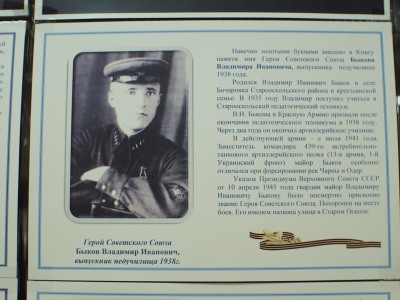 Навечно золотыми буквами внесено в Книгу
памяти имя Героя Советского Союза Быкова
Владимира Ивановича, выпускника педучилища
1938 года.
Родился Владимир Иванович Быков в селе
Бочаровка Старооскольского района в крестьянской
семье. В 1935 году Владимир поступил учиться в
Старооскольский педагогический техникум.
В.И. Быкова в Красную Армию призвали после
окончания педагогического техникума в 1938 году.
Через два года он окончил артиллерийское училище.
В действующей армии – с июля 1941 года.
Заместитель командира 439-го истребительно-
танкового артиллерийского полка (13-я армия, 1-й
Украинский фронт) майор Быков особенно
отличился при форсировании рек Чарны и Одер.
Указом Президиума Верховного Совета СССР
от 10 апреля 1945 года гвардии майор Владимиру
Ивановичу Быкову было посмертно присвоено
звание Героя Советского Союза. Похоронен на месте
боев. Его именем названа улица в Старом Осколе.
Герой Советского Союза
Быков Владимир Иванович,
выпускник педучилища 1938г.